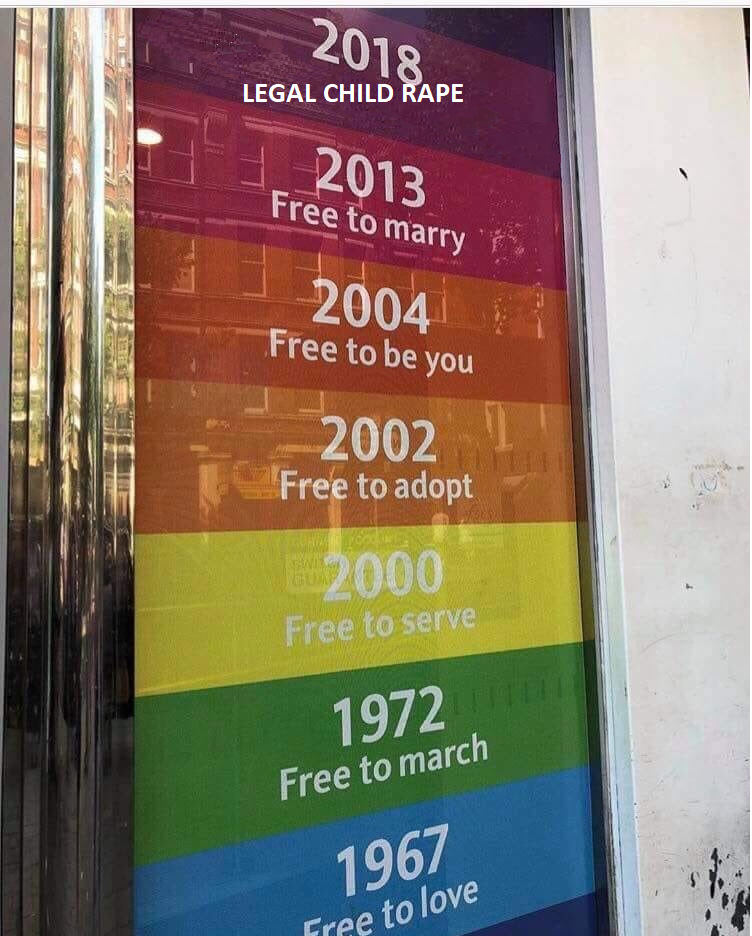 2018
LEGAL CHILD RAPE
2013
Free to marry
2004
Free to be you
2002
Free to adopt
2000
Free to serve
1972
Free to march
1967
Free to love